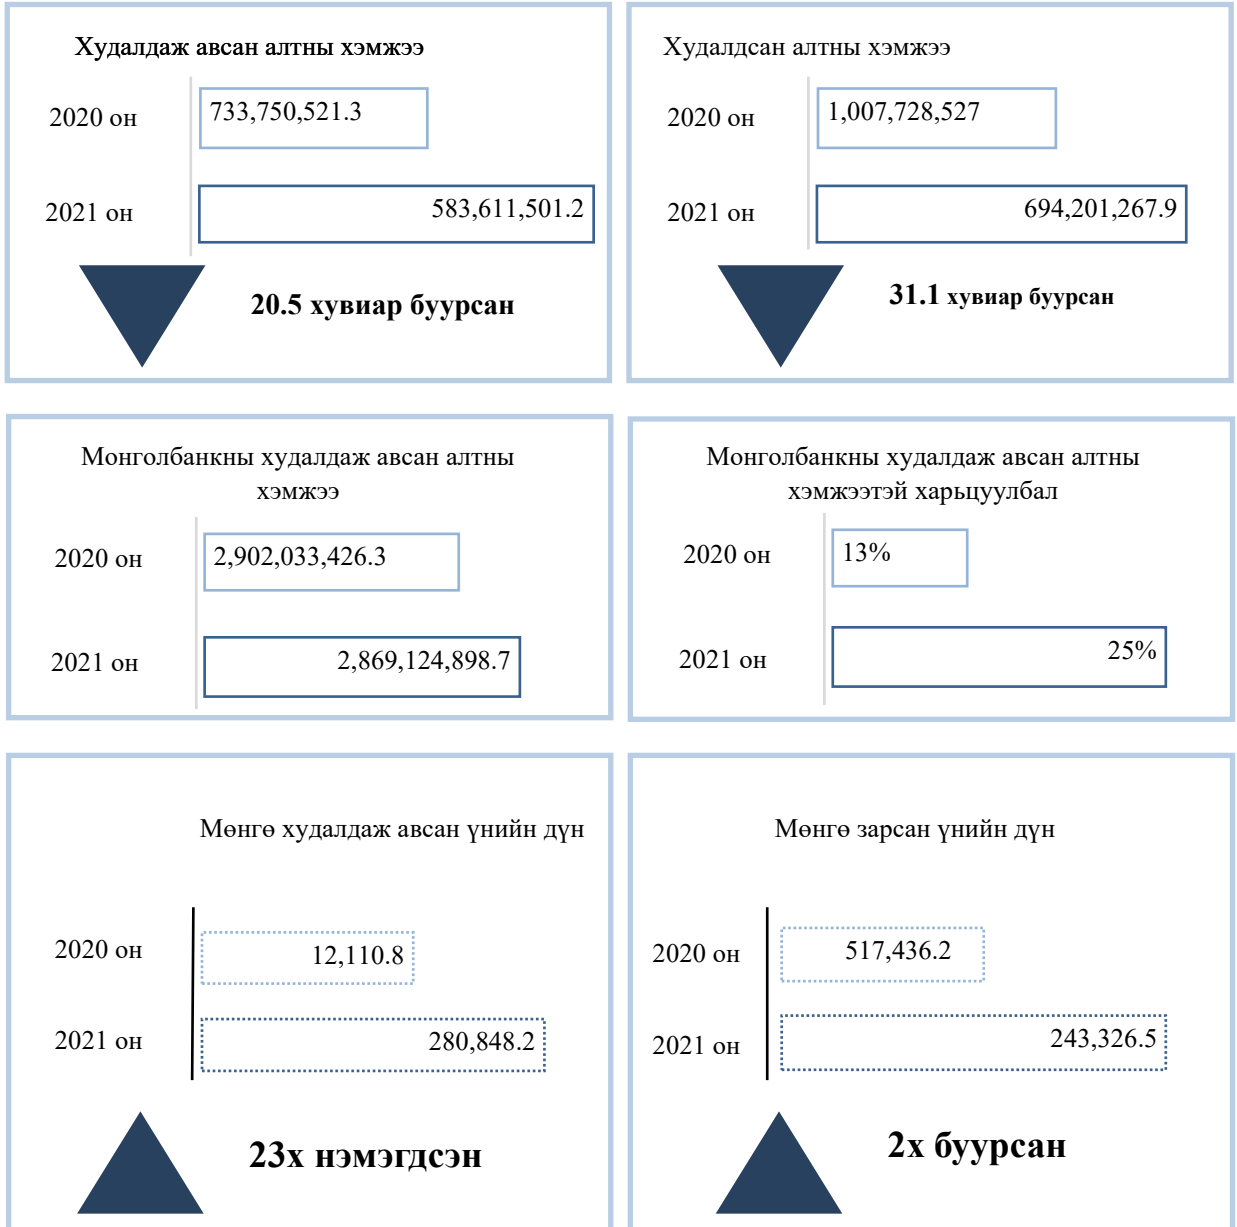 Худалдаж авсан алтны хэмжээ
2020 он
733,750,521.3
2021 он
583,611,501.2
20.5 хувиар буурсан
Худалдсан алтны хэмжээ
2020 он
1,007,728,527
2021 он
694,201,267.9
31.1 хувиар буурсан
Монголбанкны худалдаж авсан алтны
хэмжээ
2020 он
2,902,033,426.3
2021 он
2,869,124,898.7
Монголбанкны худалдаж авсан алтны
хэмжээтэй харьцуулбал
2020 он
13%
2021 он
25%
Мөнгө худалдаж авсан үнийн дүн
2020 он
12,110.8
2021 он
280,848.2
23x нэмэгдсэн
Мөнгө зарсан үнийн дүн
2020 он
517,436.2
2021 он
243,326.5
2x буурсан